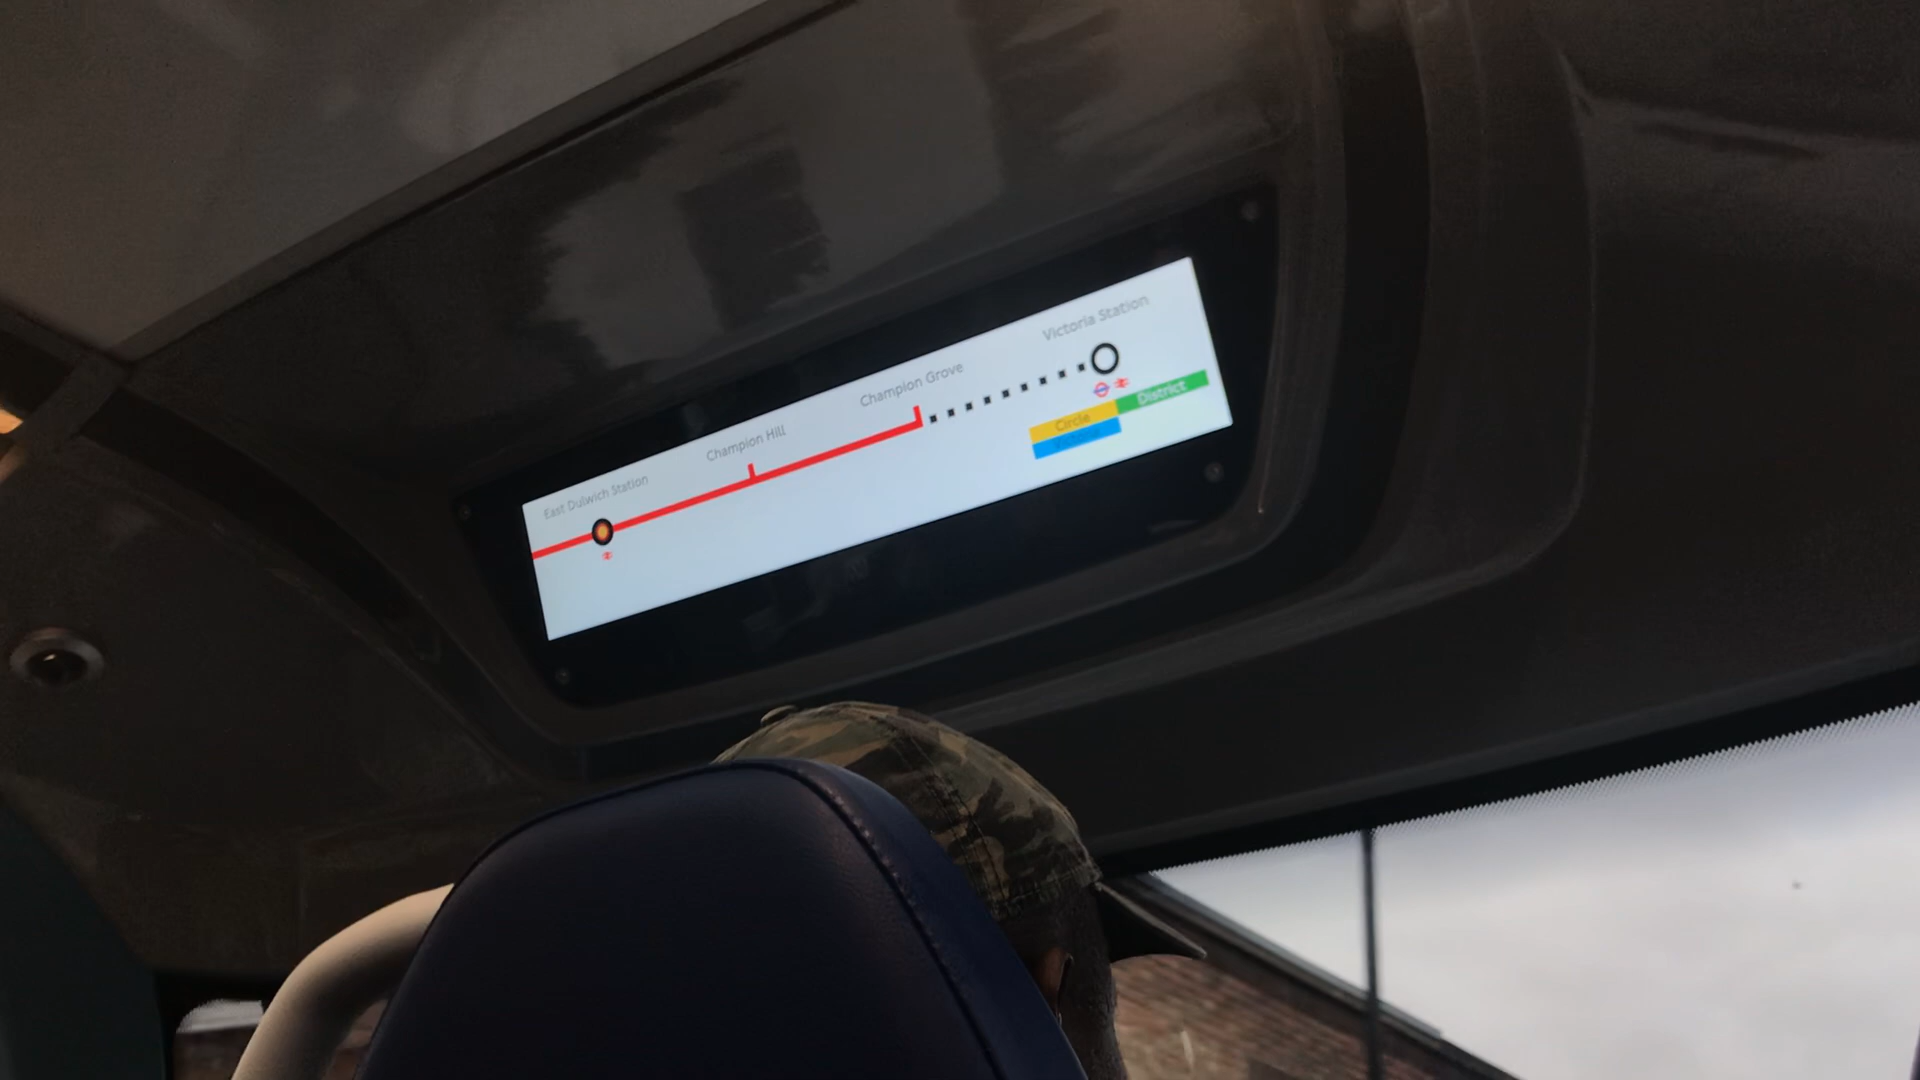 East Dulwich Station
Champion Hill
Champion Grove
Victoria Station
Circle
District